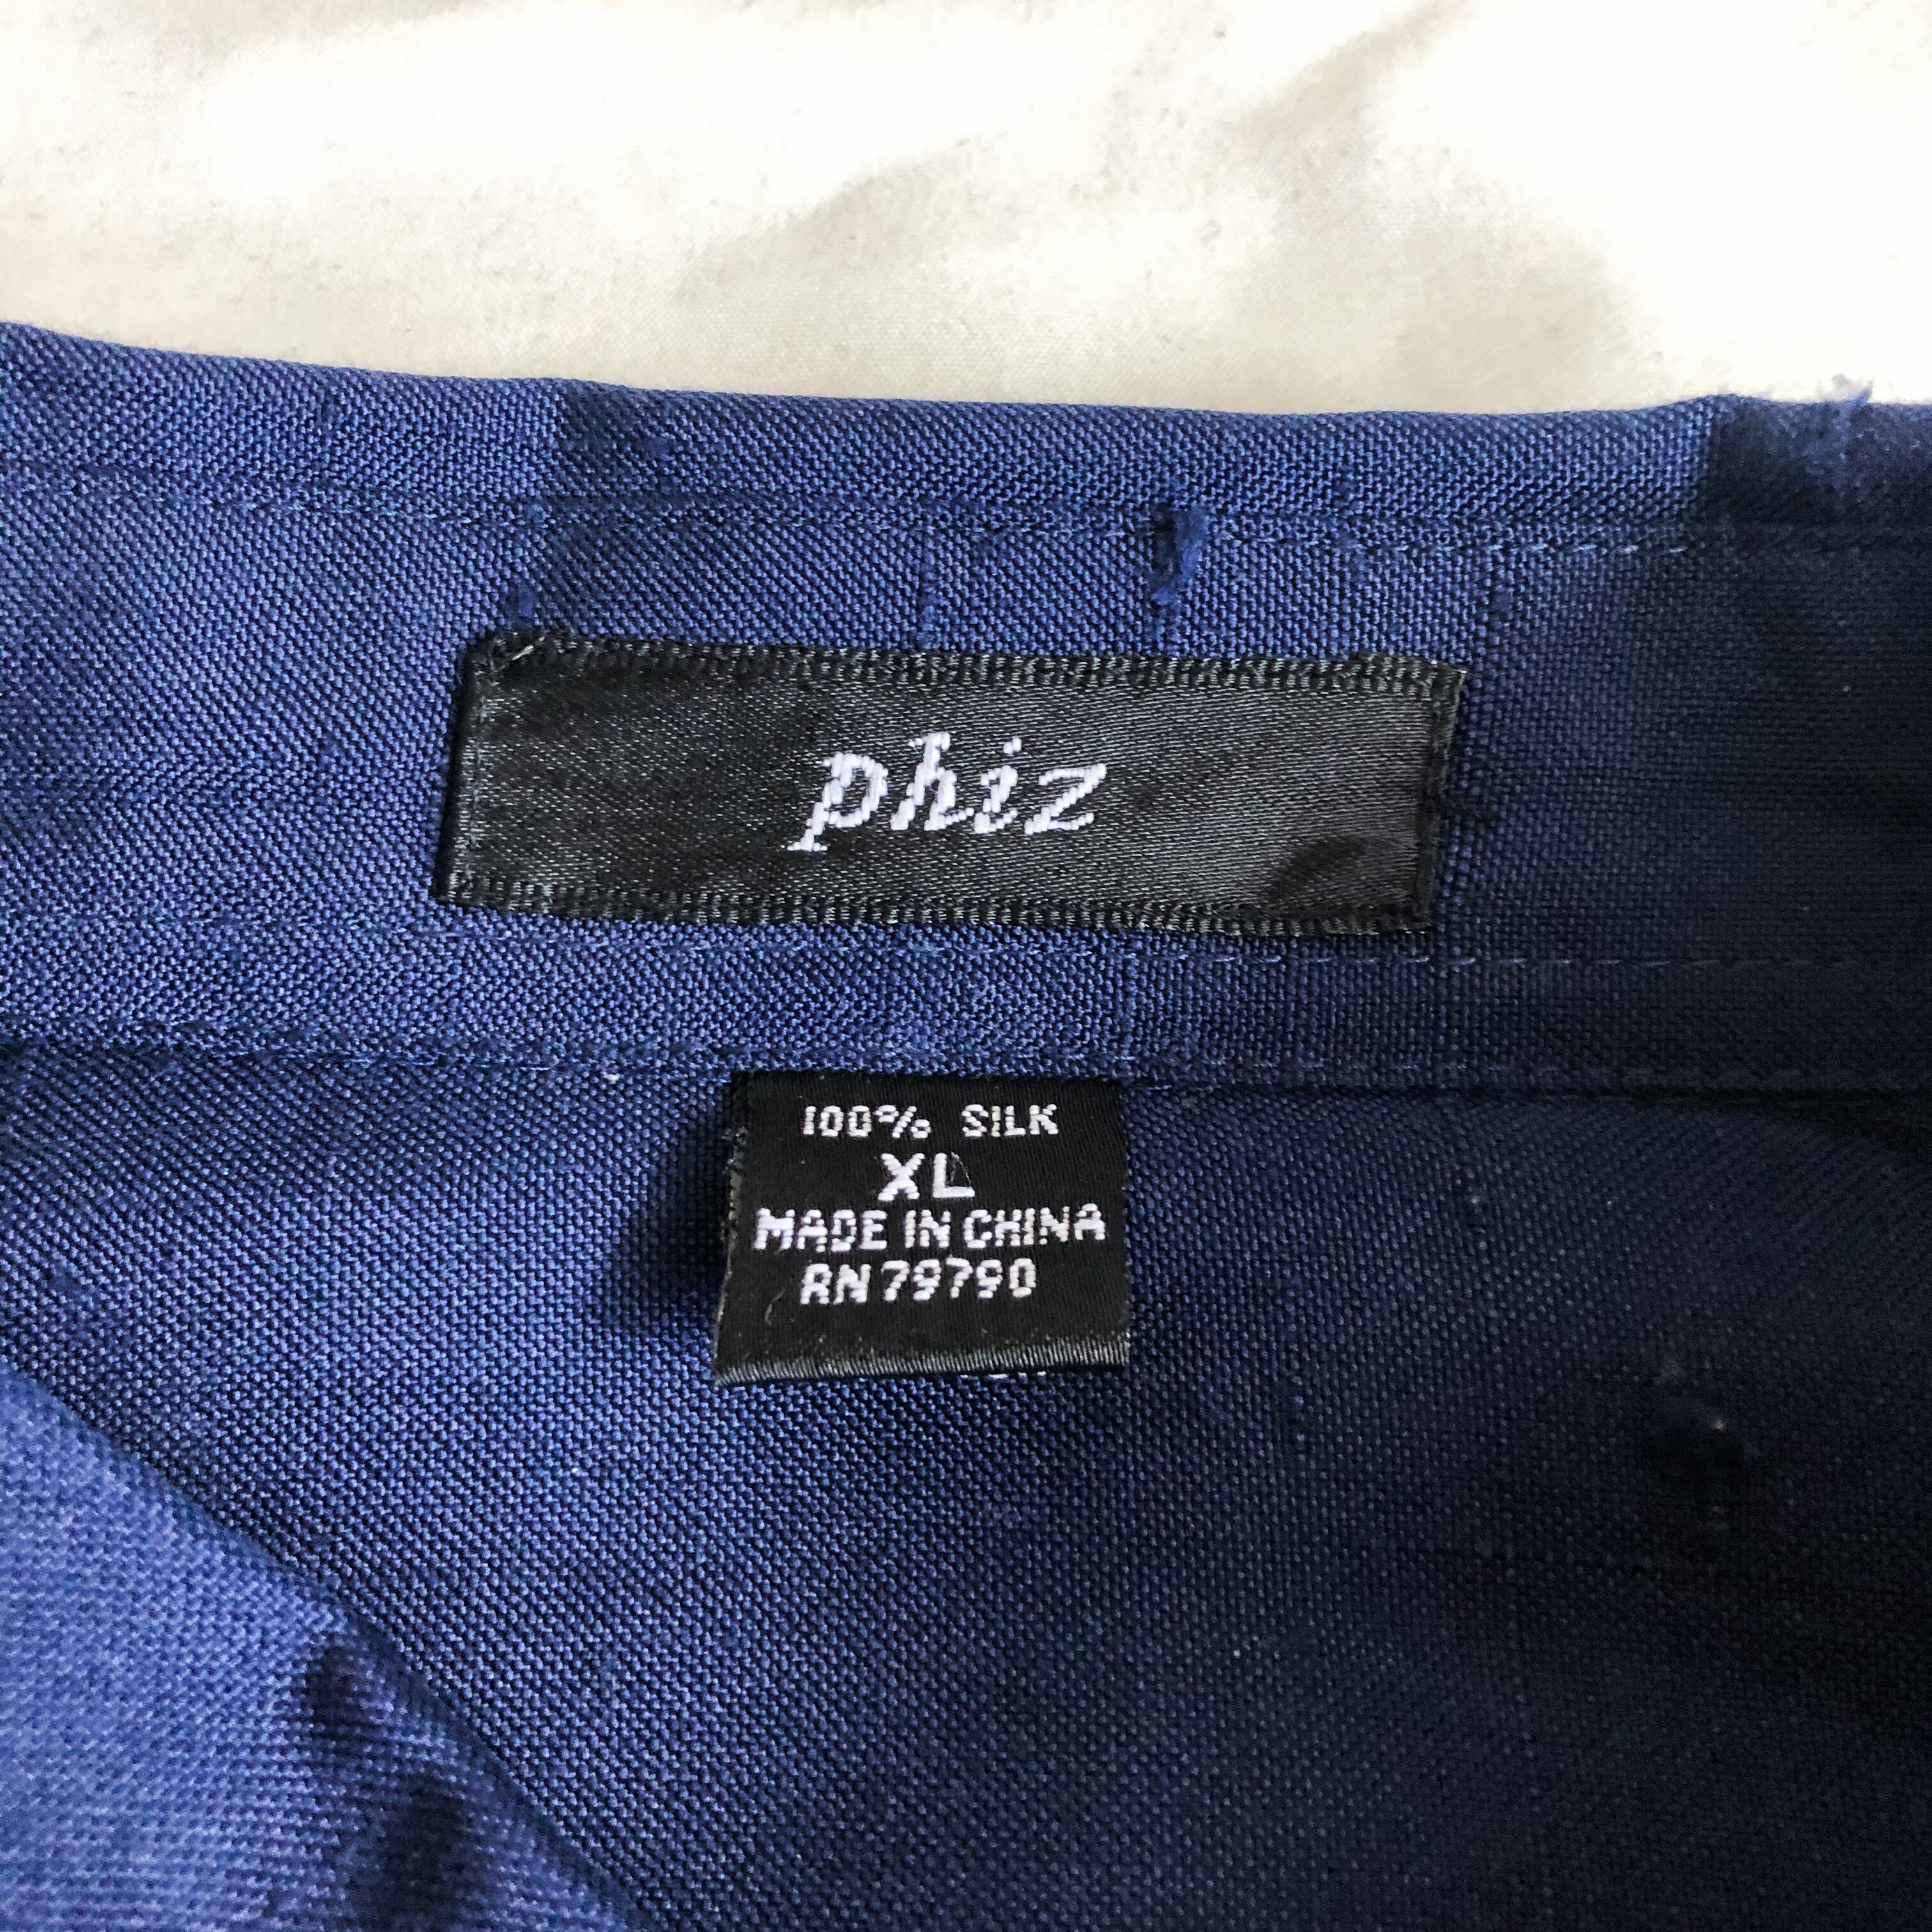 phiz
100% SILK
XL
MADE IN CHINA
RN 79790